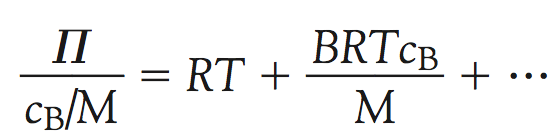 Π/(c_B/M) = RT + BRTc_B/M + ⋯